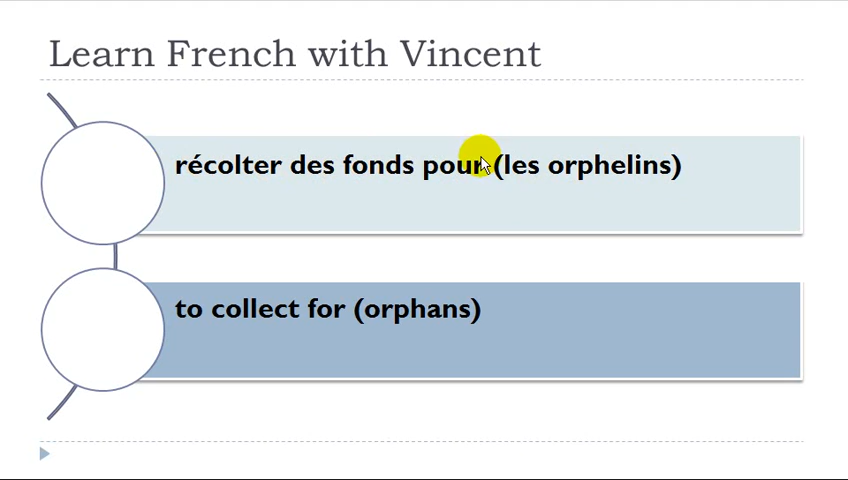 Learn French with Vincent
récolter des fonds pour (les orphelins)
to collect for (orphans)